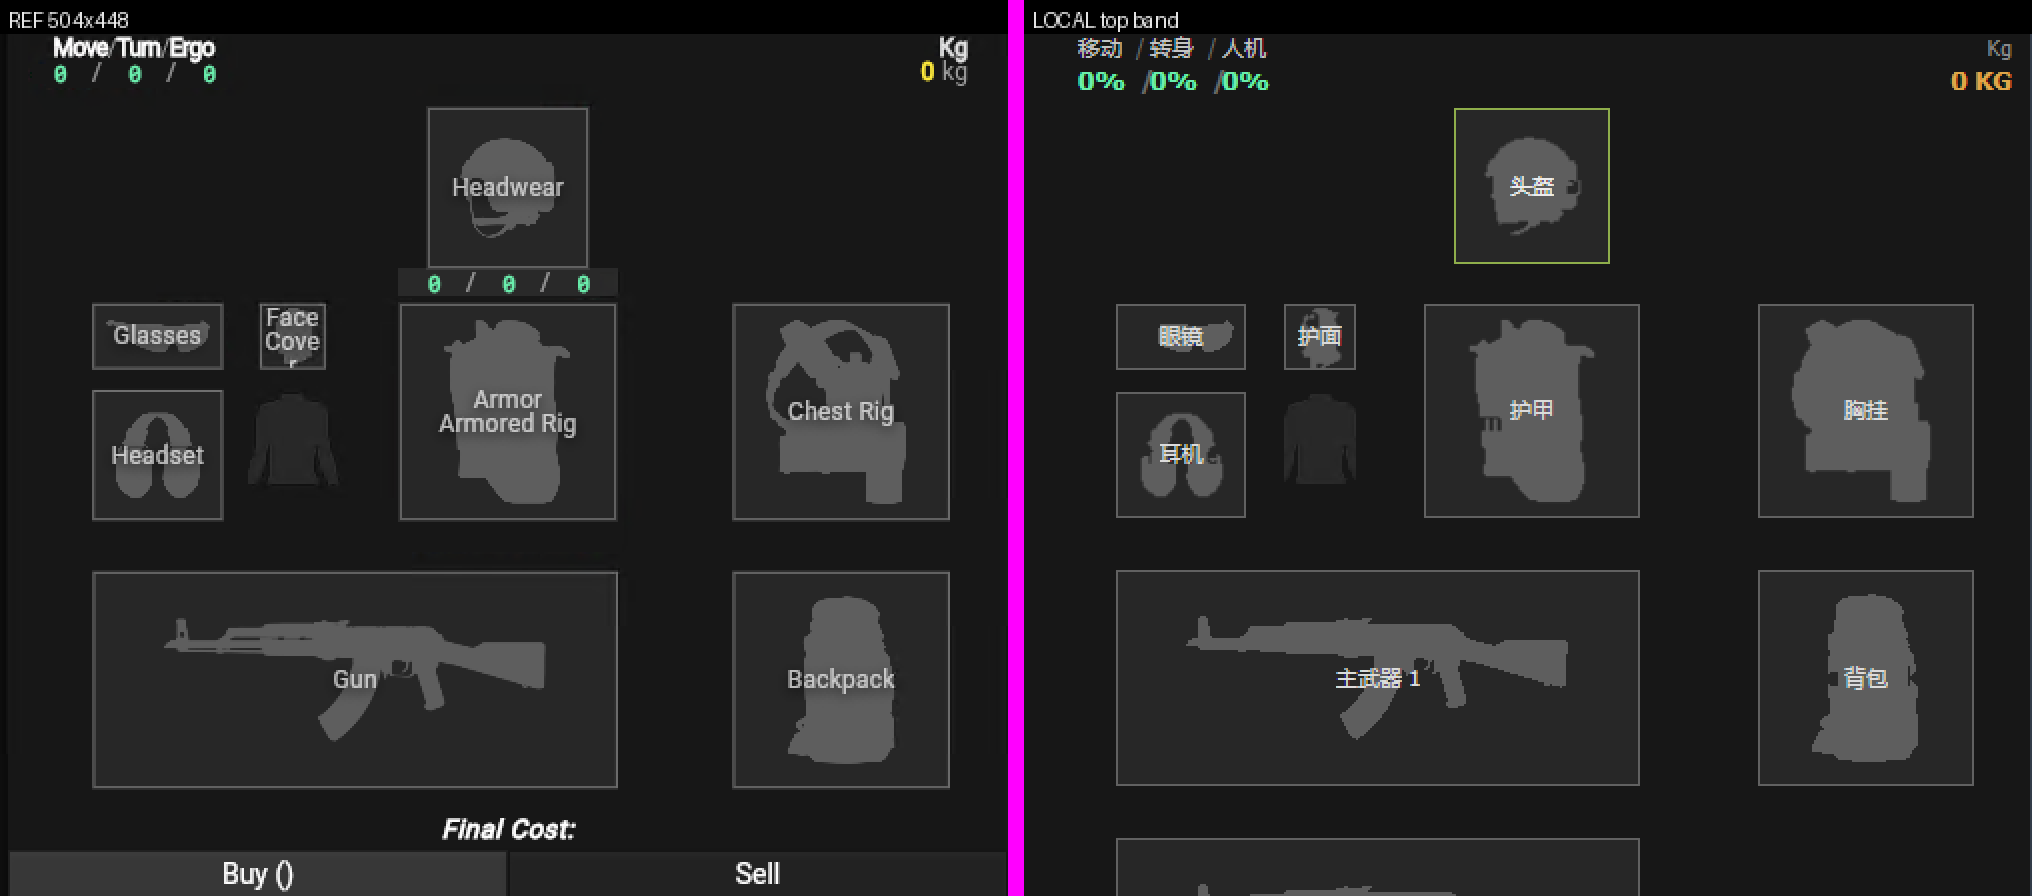 REF 504x448
Move/Turn/Ergo
0 / 0 / 0
Kg
0 kg
Headwear
0 / 0 / 0
Glasses
Face
Cove
r
Headset
Armor
Armored Rig
Chest Rig
Gun
Backpack
Final Cost:
Buy ()
Sell
LOCAL top band
移动 / 转身 / 人机
0% /0% /0%
Kg
0 KG
头盔
眼镜
护面
耳机
护甲
胸挂
主武器 1
背包